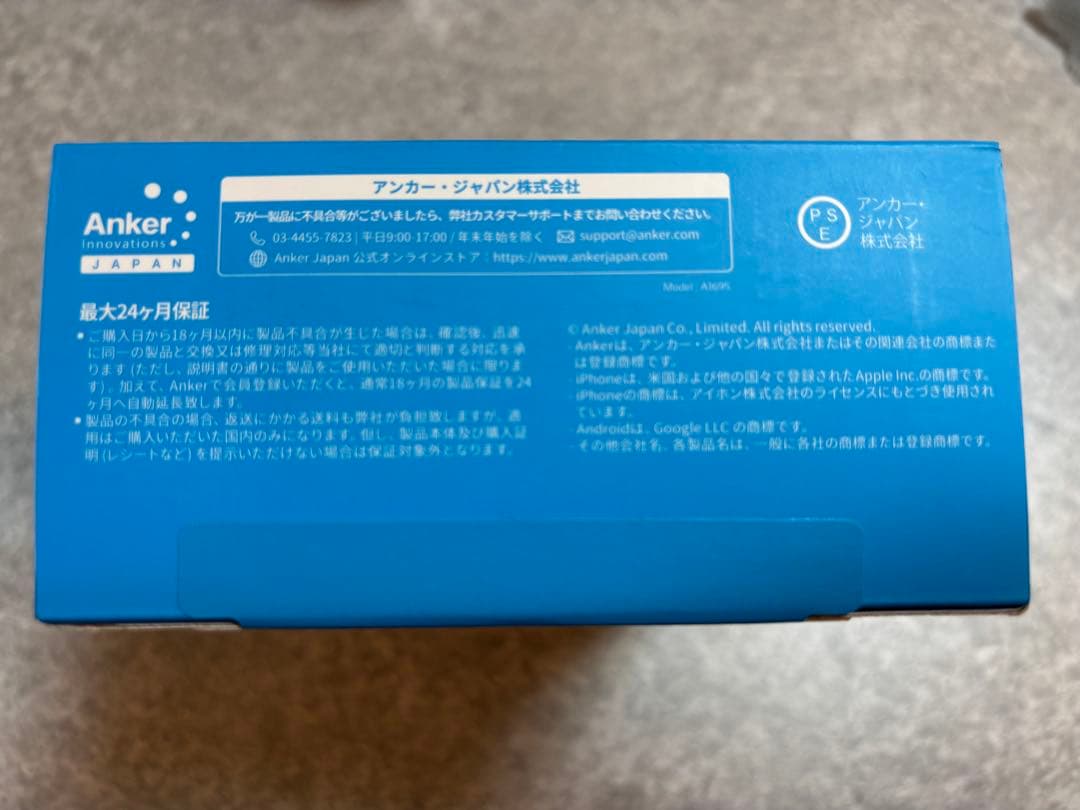 Anker
Innovations
JAPAN
アンカー・ジャパン株式会社
万が一製品に不具合等がございましたら、弊社カスタマーサポートまでお問い合わせください。
03-4455-7823 | 平日9:00-17:00 / 年末年始を除く support@anker.com
Anker Japan 公式オンラインストア：https://www.ankerjapan.com
PSE
アンカー・
ジャパン
株式会社
Model : A1695
最大24ヶ月保証
• ご購入日から18ヶ月以内に製品不具合が生じた場合は、確認後、迅速
に同一の製品と交換又は修理対応等当社にて適切と判断する対応を承
ります (ただし、説明書の通りに製品をご使用いただいた場合に限りま
す)。加えて、Ankerで会員登録いただくと、通常18ヶ月の製品保証を24
ヶ月へ自動延長致します。
• 製品の不具合の場合、返送にかかる送料も弊社が負担致しますが、適
用はご購入いただいた国内のみになります。但し、製品本体及び購入証
明 (レシートなど) を提示いただけない場合は保証対象外となります。
© Anker Japan Co., Limited. All rights reserved.
Ankerは、アンカー・ジャパン株式会社またはその関連会社の商標また
は登録商標です。
iPhoneは、米国および他の国々で登録されたApple Inc.の商標です。
iPhoneの商標は、アイホン株式会社のライセンスにもとづき使用され
ています。
Androidは、Google LLC の商標です。
その他会社名、各製品名は、一般に各社の商標または登録商標です。